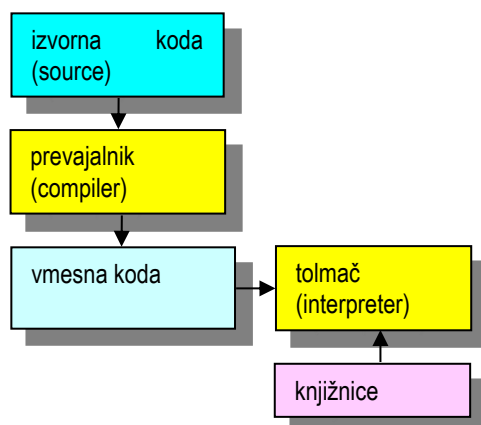 izvorna koda
(source)
prevajalnik
(compiler)
vmesna koda
tolmač
(interpreter)
knjižnice